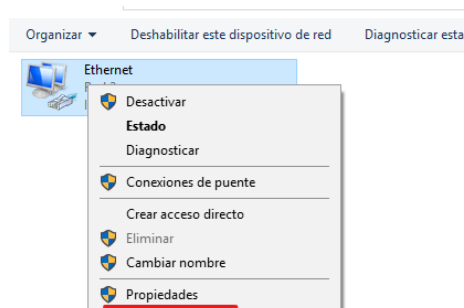 Organizar Deshabilitar este dispositivo de red Diagnosticar esta
Ethernet
Desactivar
Estado
Diagnosticar
Conexiones de puente
Crear acceso directo
Eliminar
Cambiar nombre
Propiedades